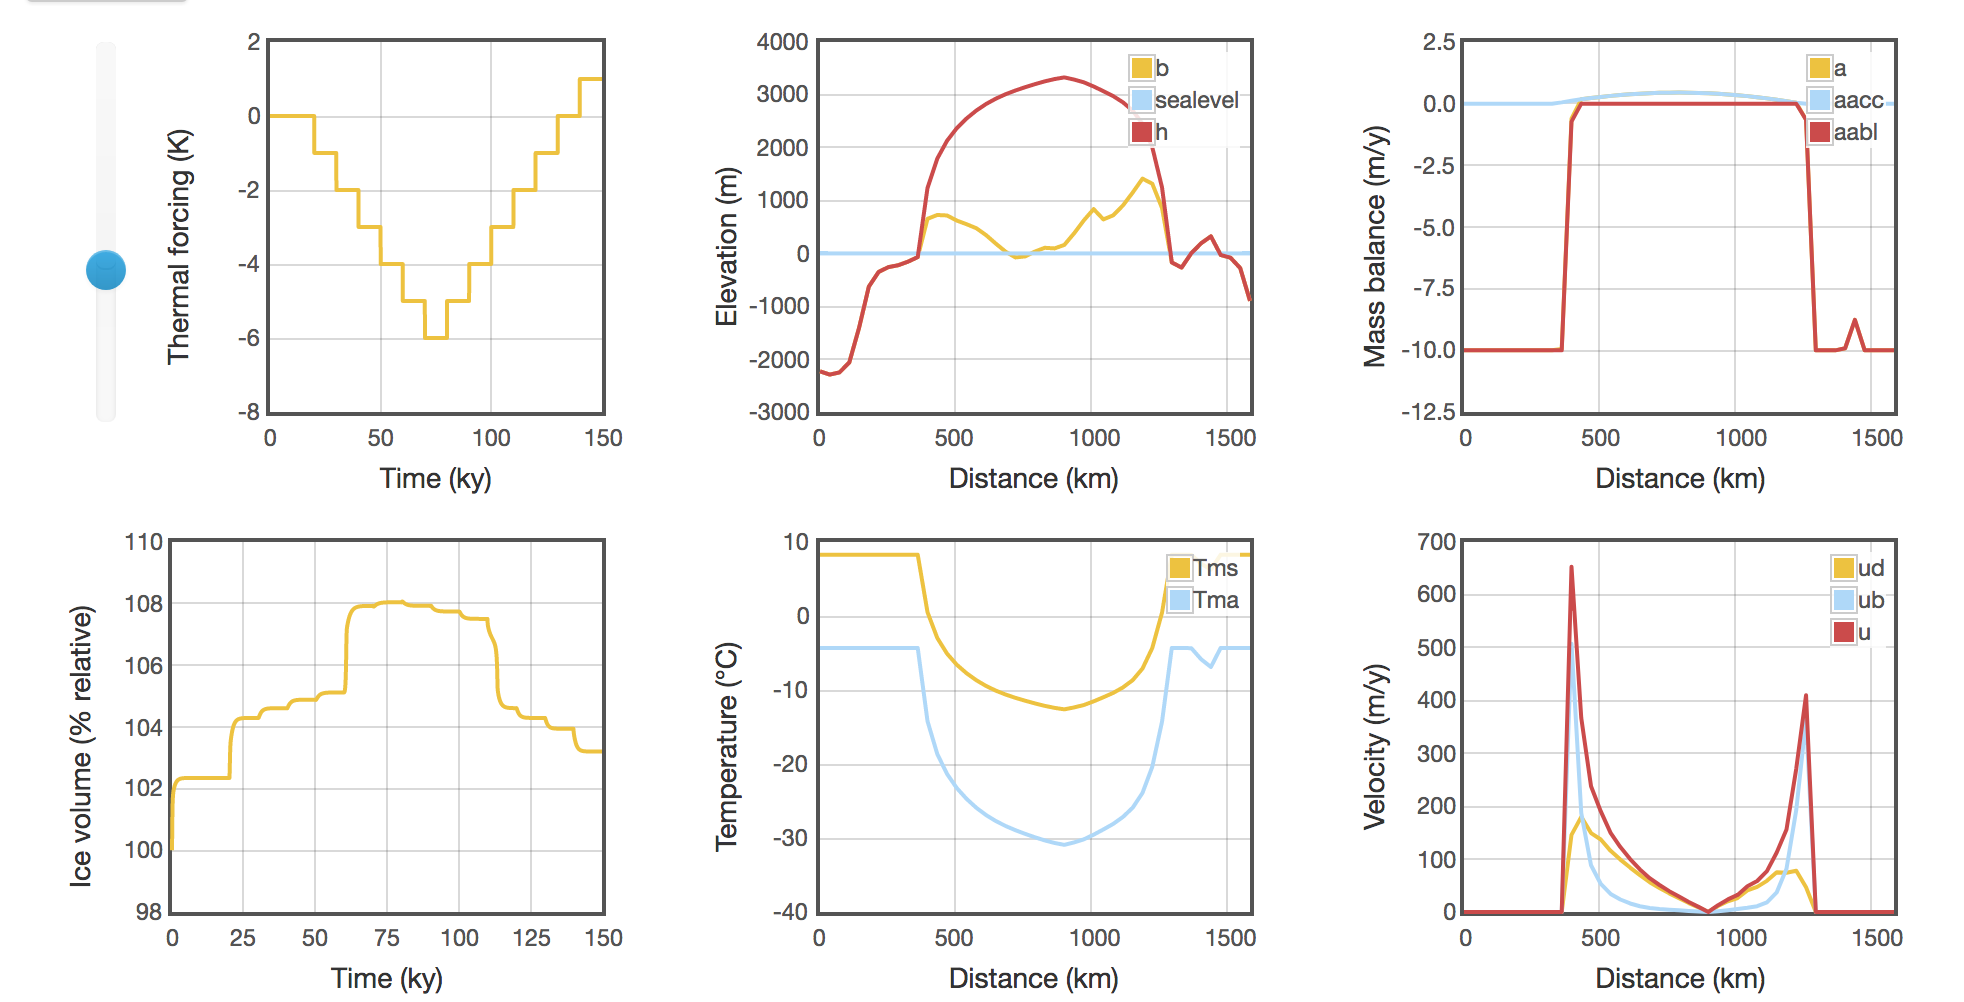 2
0
-2
-4
-6
-8
0 50 100 150
Thermal forcing (K)
Time (ky)
4000
3000
2000
1000
0
-1000
-2000
-3000
0 500 1000 1500
Elevation (m)
Distance (km)
b
sealevel
h
2.5
0.0
-2.5
-5.0
-7.5
-10.0
-12.5
0 500 1000 1500
Mass balance (m/y)
Distance (km)
a
aacc
aabl
110
108
106
104
102
100
98
0 25 50 75 100 125 150
Ice volume (% relative)
Time (ky)
10
0
-10
-20
-30
-40
0 500 1000 1500
Temperature (°C)
Distance (km)
Tms
Tma
700
600
500
400
300
200
100
0
0 500 1000 1500
Velocity (m/y)
Distance (km)
ud
ub
u